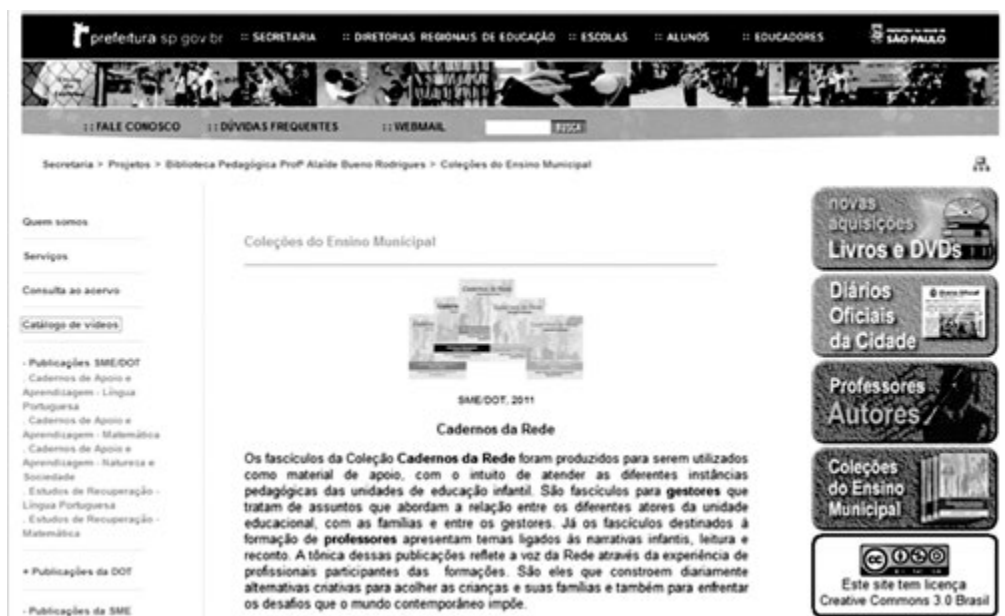 prefeitura.sp.gov.br :: SECRETARIA :: DIRETORIAS REGIONAIS DE EDUCAÇÃO :: ESCOLAS :: ALUNOS :: EDUCADORES SÃO PAULO
:: FALE CONOSCO :: DÚVIDAS FREQUENTES :: WEBMAIL BUSCA
Secretaria > Projetos > Biblioteca Pedagógica Profª Alaíde Bueno Rodrigues > Coleções do Ensino Municipal
Quem somos
Serviços
Consulta ao acervo
Catálogo de vídeos
- Publicações SME/DOT
. Cadernos de Apoio e
Aprendizagem - Língua
Portuguesa
. Cadernos de Apoio e
Aprendizagem - Matemática
. Cadernos de Apoio e
Aprendizagem - Natureza e
Sociedade
. Estudos de Recuperação -
Língua Portuguesa
. Estudos de Recuperação -
Matemática
+ Publicações da DOT
- Publicações da SME
Coleções do Ensino Municipal
Cadernos de Rede
SME/DOT, 2011
Cadernos da Rede
Os fascículos da Coleção Cadernos da Rede foram produzidos para serem utilizados
como material de apoio, com o intuito de atender as diferentes instâncias
pedagógicas das unidades de educação infantil. São fascículos para gestores que
tratam de assuntos que abordam a relação entre os diferentes atores da unidade
educacional, com as famílias e entre os gestores. Já os fascículos destinados à
formação de professores apresentam temas ligados às narrativas infantis, leitura e
reconto. A tônica dessas publicações reflete a voz da Rede através da experiência de
profissionais participantes das formações. São eles que constroem diariamente
alternativas criativas para acolher as crianças e suas famílias e também para enfrentar
os desafios que o mundo contemporâneo impõe.
novas
aquisições
Livros e DVDs
Diários
Oficiais
da Cidade
Professores
Autores
Coleções
do Ensino
Municipal
cc
Este site tem licença
Creative Commons 3.0 Brasil